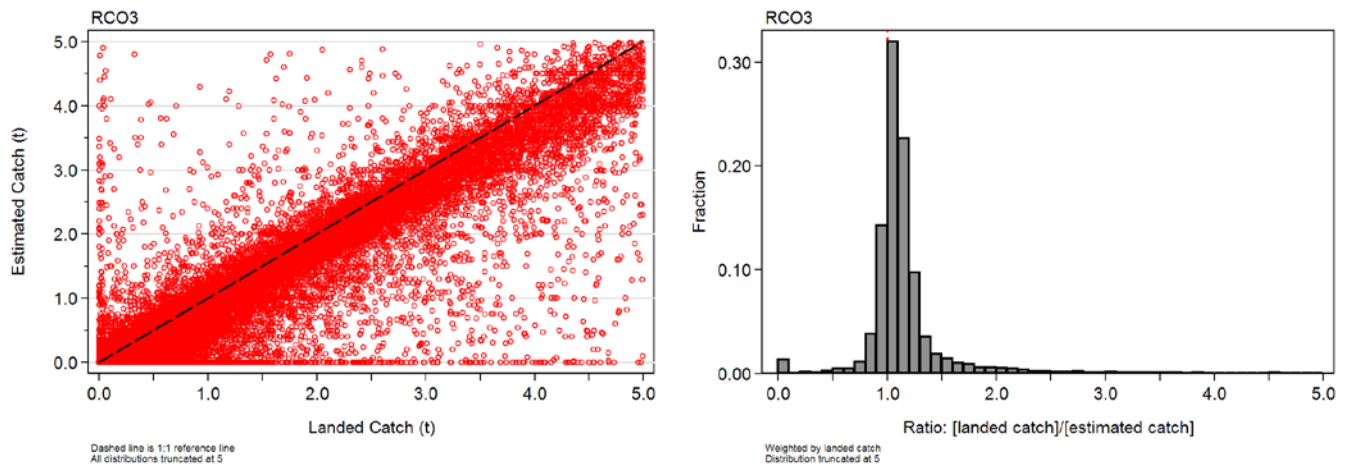 RCO3
5.0
4.0
3.0
2.0
1.0
0.0
Estimated Catch (t)
0.0 1.0 2.0 3.0 4.0 5.0
Landed Catch (t)
Dashed line is 1:1 reference line
All distributions truncated at 5
RCO3
0.30
0.20
0.10
0.00
Fraction
0.0 1.0 2.0 3.0 4.0 5.0
Ratio: [landed catch]/[estimated catch]
Weighted by landed catch
Distribution truncated at 5